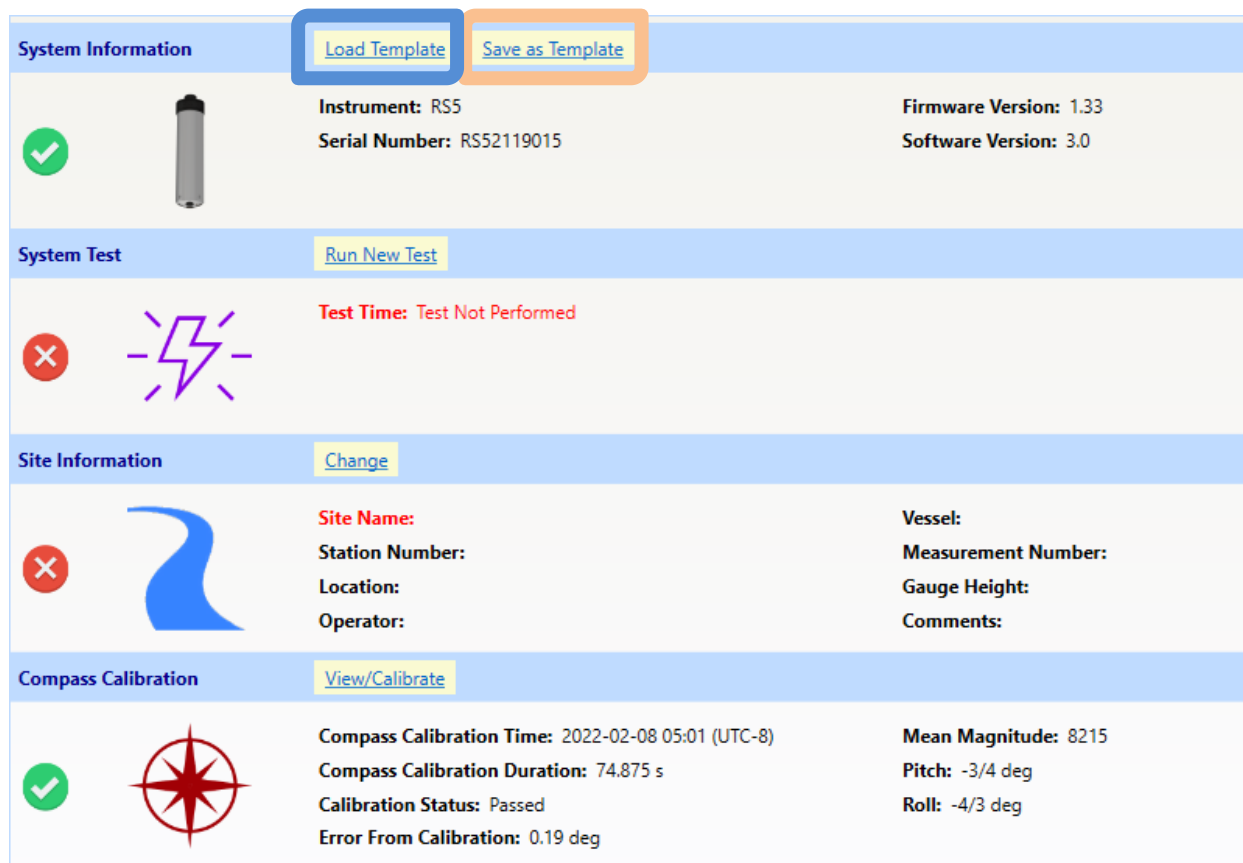 System Information Load Template Save as Template
Instrument: RS5 Firmware Version: 1.33
Serial Number: RS52119015 Software Version: 3.0
System Test Run New Test
Test Time: Test Not Performed
Site Information Change
Site Name: Vessel:
Station Number: Measurement Number:
Location: Gauge Height:
Operator: Comments:
Compass Calibration View/Calibrate
Compass Calibration Time: 2022-02-08 05:01 (UTC-8) Mean Magnitude: 8215
Compass Calibration Duration: 74.875 s Pitch: -3/4 deg
Calibration Status: Passed Roll: -4/3 deg
Error From Calibration: 0.19 deg